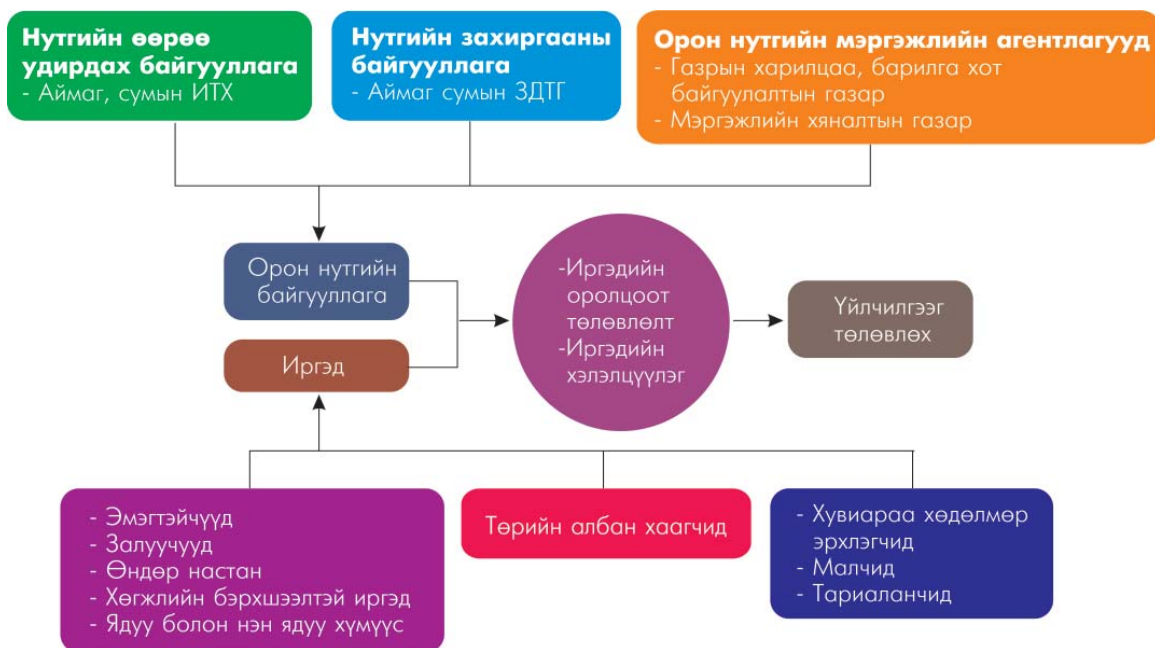 Нутгийн өөрөө
удирдах байгууллага
- Аймаг, сумын ИТХ
Нутгийн захиргааны
байгууллага
- Аймаг сумын ЗДТГ
Орон нутгийн мэргэжлийн агентлагууд
- Газрын харилцаа, барилга хот
байгуулалтын газар
- Мэргэжлийн хяналтын газар
Орон нутгийн
байгууллага
Иргэд
-Иргэдийн
оролцоот
төлөвлөлт
-Иргэдийн
хэлэлцүүлэг
Үйлчилгээг
төлөвлөх
- Эмэгтэйчүүд
- Залуучууд
- Өндөр настан
- Хөгжлийн бэрхшээлтэй иргэд
- Ядуу болон нэн ядуу хүмүүс
Төрийн албан хаагчид
- Хувиараа хөдөлмөр
эрхлэгчид
- Малчид
- Тариаланчид